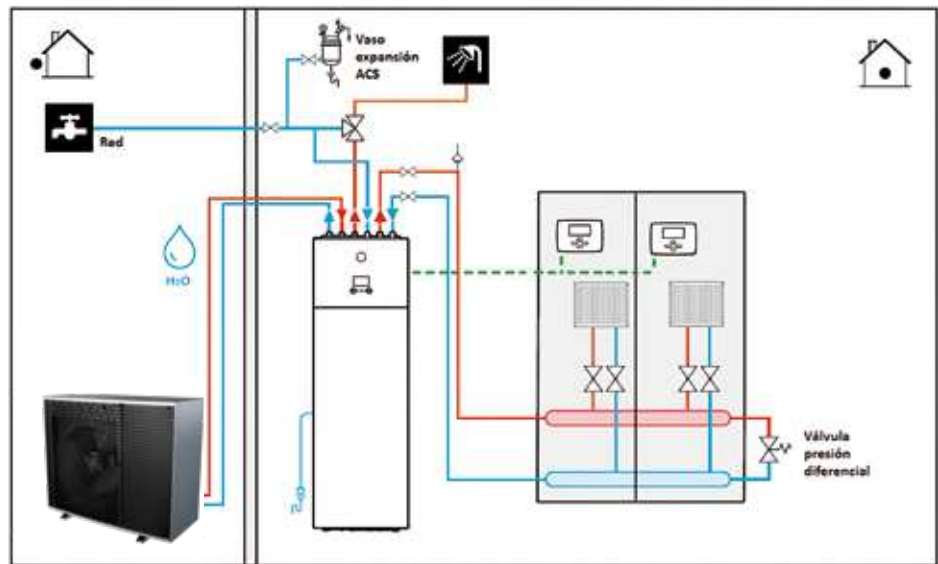 Vaso
expansión
ACS
Red
H₂O
Válvula
presión
diferencial